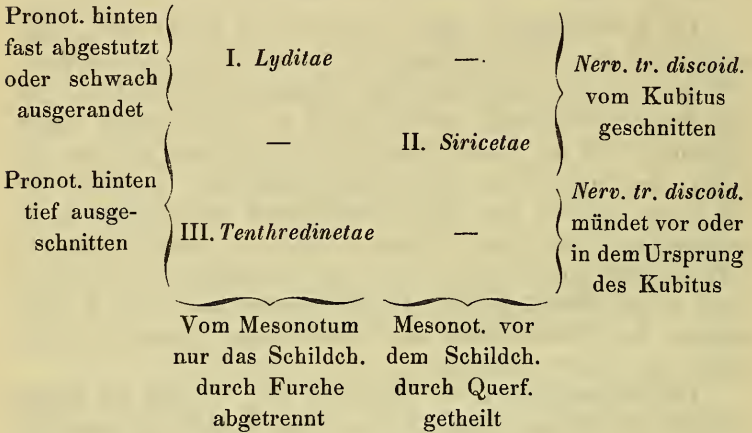 Pronot. hinten
fast abgestutzt
oder schwach
ausgerandet
I. Lyditae
—
Nerv. tr. discoid.
vom Kubitus
geschnitten
—
II. Siricetae
Pronot. hinten
tief ausge-
schnitten
III. Tenthredinetae
—
Nerv. tr. discoid.
mündet vor oder
in dem Ursprung
des Kubitus
Vom Mesonotum
nur das Schildch.
durch Furche
abgetrennt
Mesonot. vor
dem Schildch.
durch Querf.
getheilt